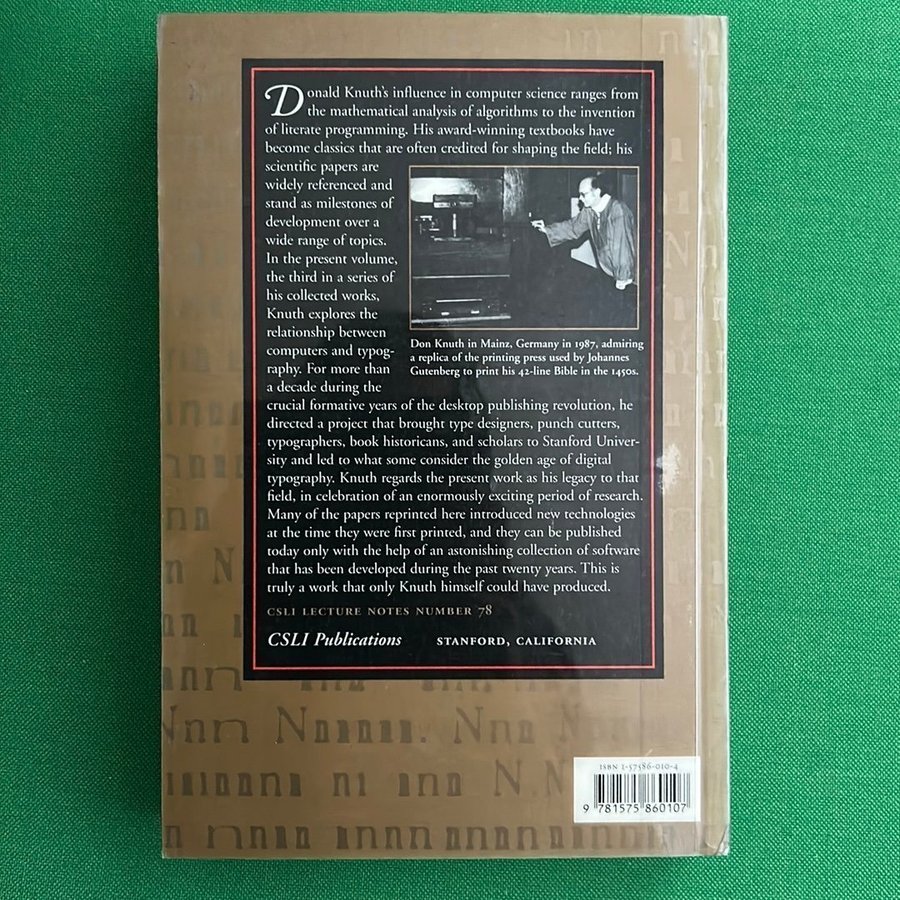 Donald Knuth's influence in computer science ranges from
the mathematical analysis of algorithms to the invention
of literate programming. His award-winning textbooks have
become classics that are often credited for shaping the field; his
scientific papers are
widely referenced and
stand as milestones of
development over a
wide range of topics.
In the present volume,
the third in a series of
his collected works,
Knuth explores the
relationship between
computers and typog-
raphy. For more than
a decade during the
Don Knuth in Mainz, Germany in 1987, admiring
a replica of the printing press used by Johannes
Gutenberg to print his 42-line Bible in the 1450s.
crucial formative years of the desktop publishing revolution, he
directed a project that brought type designers, punch cutters,
typographers, book historicans, and scholars to Stanford Univer-
sity and led to what some consider the golden age of digital
typography. Knuth regards the present work as his legacy to that
field, in celebration of an enormously exciting period of research.
Many of the papers reprinted here introduced new technologies
at the time they were first printed, and they can be published
today only with the help of an astonishing collection of software
that has been developed during the past twenty years. This is
truly a work that only Knuth himself could have produced.
CSLI LECTURE NOTES NUMBER 78
CSLI Publications STANFORD, CALIFORNIA
ISBN 1-57586-010-4
9 781575 860107